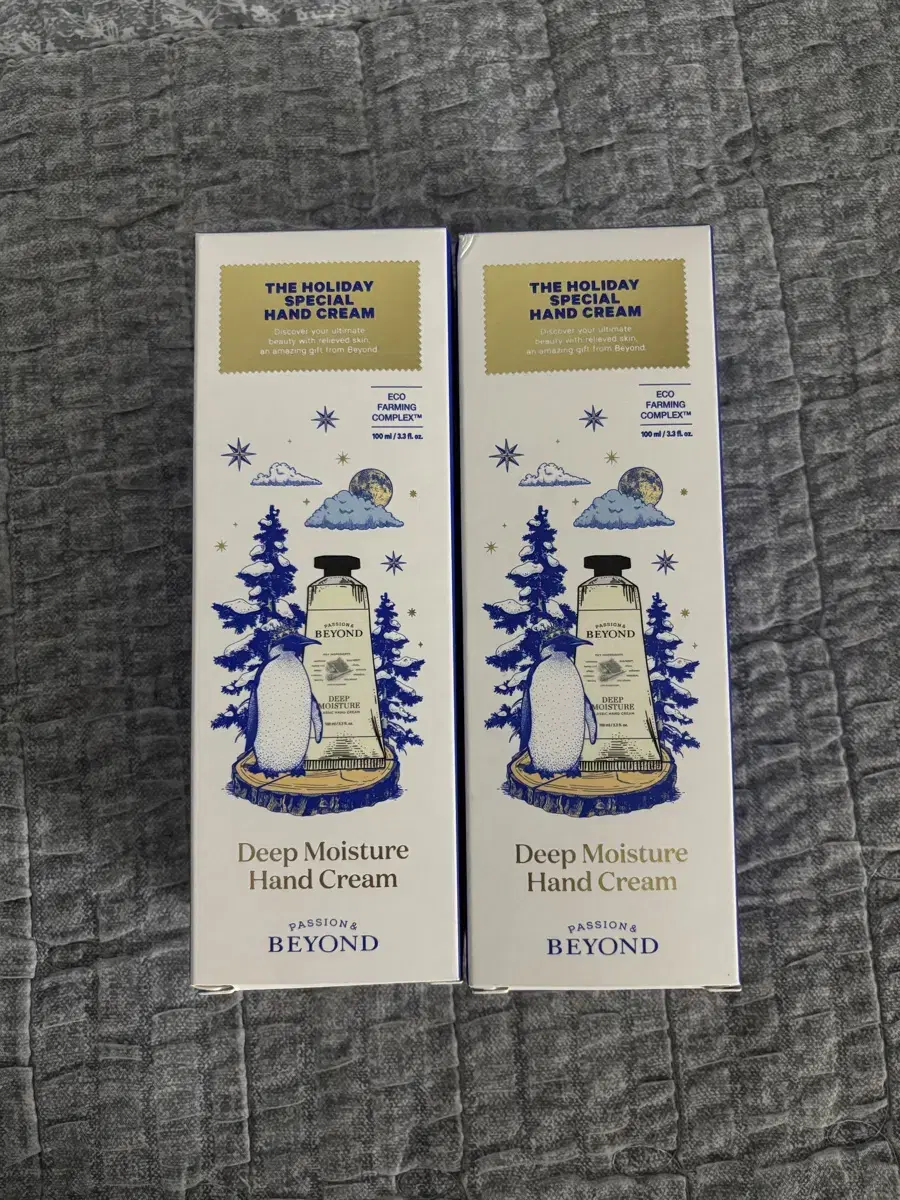 THE HOLIDAY
SPECIAL
HAND CREAM
Discover your ultimate
beauty with relieved skin,
an amazing gift from Beyond.
ECO
FARMING
COMPLEX™
100 ml / 3.3 fl. oz.
PASSION &
BEYOND
DEEP
MOISTURE
Deep Moisture
Hand Cream
PASSION &
BEYOND
THE HOLIDAY
SPECIAL
HAND CREAM
Discover your ultimate
beauty with relieved skin,
an amazing gift from Beyond.
ECO
FARMING
COMPLEX™
100 ml / 3.3 fl. oz.
PASSION &
BEYOND
DEEP
MOISTURE
Deep Moisture
Hand Cream
PASSION &
BEYOND